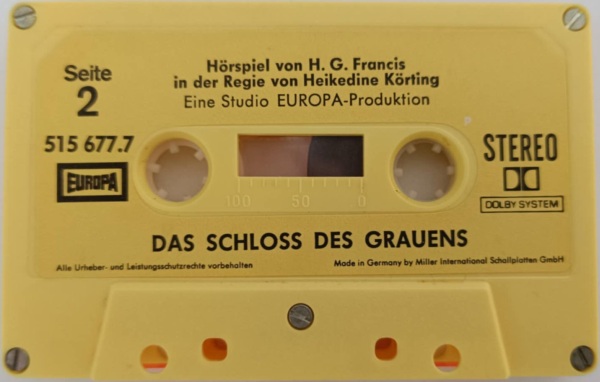 Hörspiel von H. G. Francis
in der Regie von Heikedine Körting
Eine Studio EUROPA-Produktion
Seite
2
515 677.7
EUROPA
STEREO
DOLBY SYSTEM
100 50 0
DAS SCHLOSS DES GRAUENS
Alle Urheber- und Leistungsschutzrechte vorbehalten
Made in Germany by Miller International Schallplatten GmbH